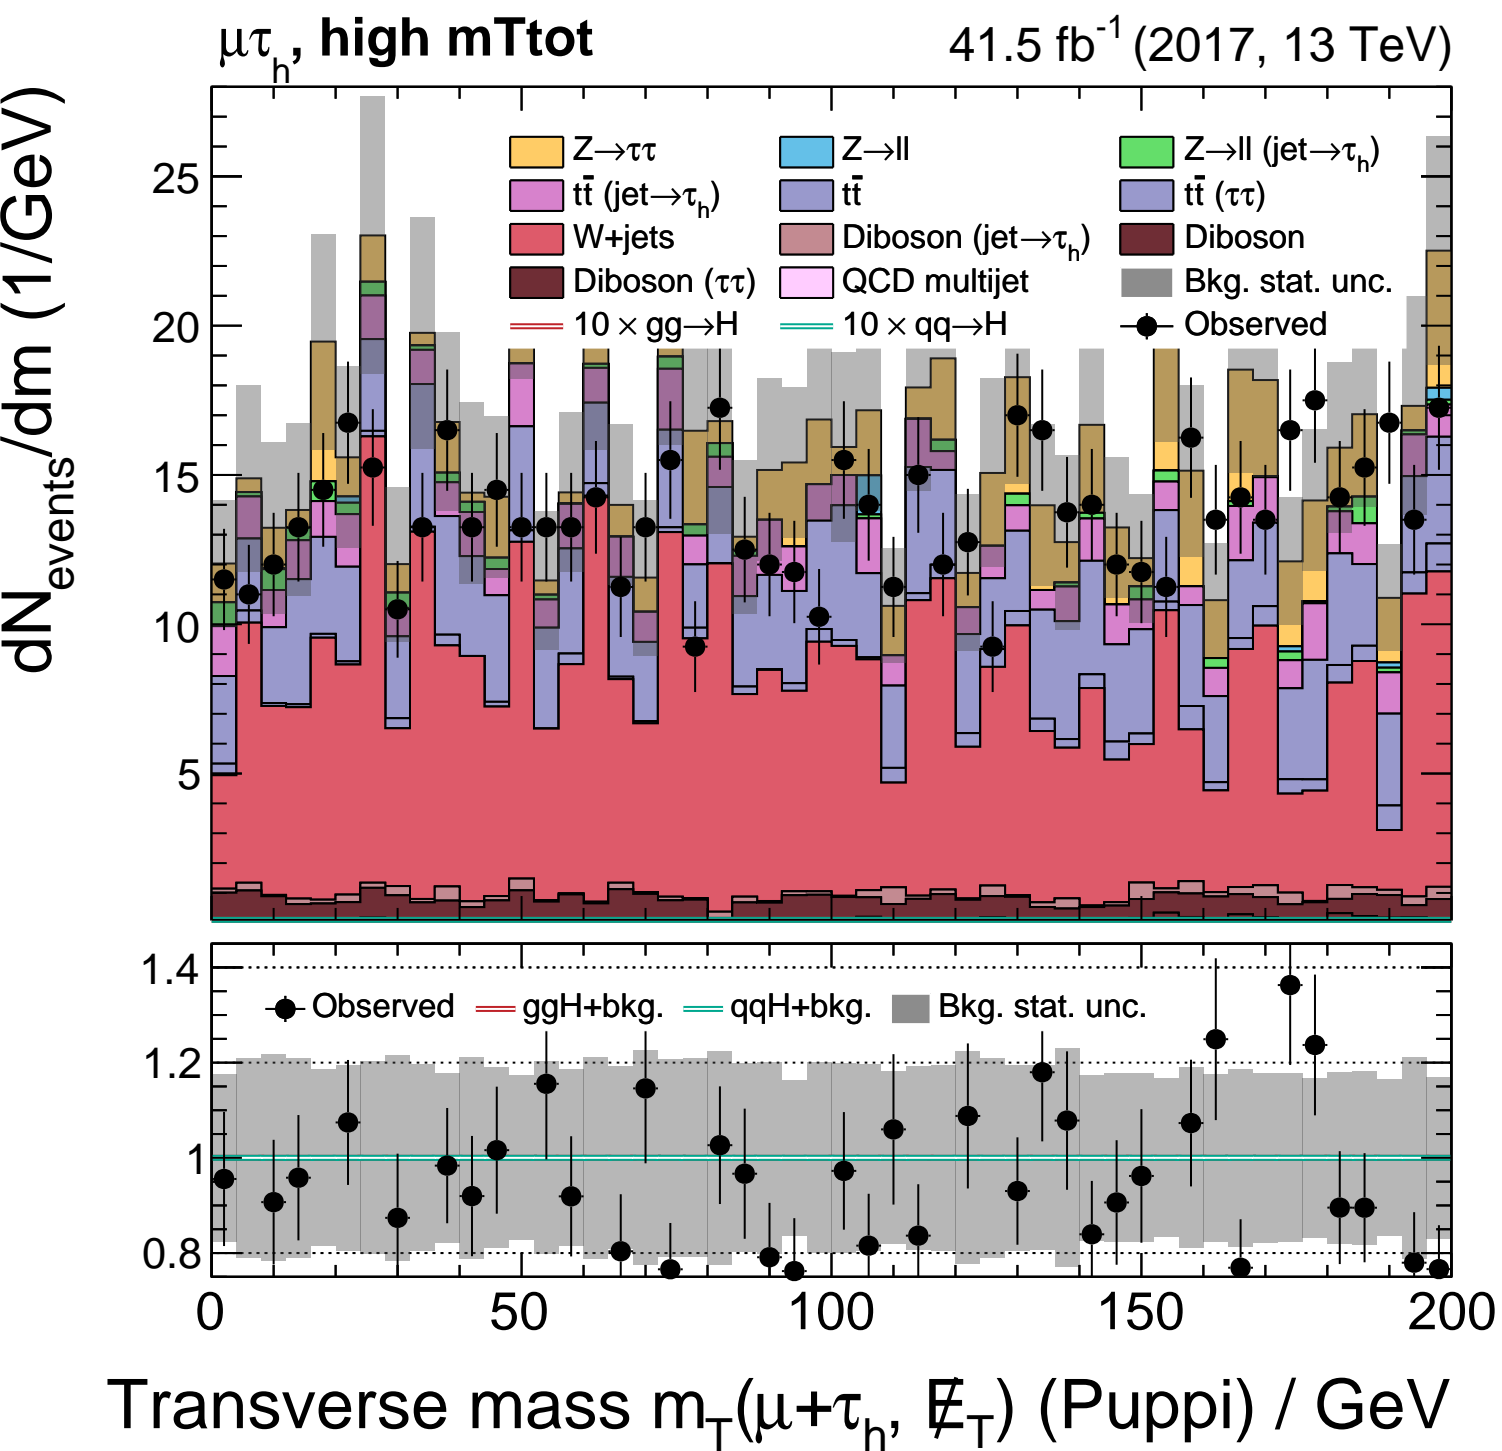 μτh, high mTtot 41.5 fb-1 (2017, 13 TeV)
dNevents/dm (1/GeV)
Z→ττ Z→ll Z→ll (jet→τh)
tt̄ (jet→τh) tt̄ tt̄ (ττ)
W+jets Diboson (jet→τh) Diboson
Diboson (ττ) QCD multijet Bkg. stat. unc.
10 × gg→H 10 × qq→H Observed
25
20
15
10
5
1.4
Observed ggH+bkg. qqH+bkg. Bkg. stat. unc.
1.2
1
0.8
0 50 100 150 200
Transverse mass mT(μ+τh, E̸T) (Puppi) / GeV